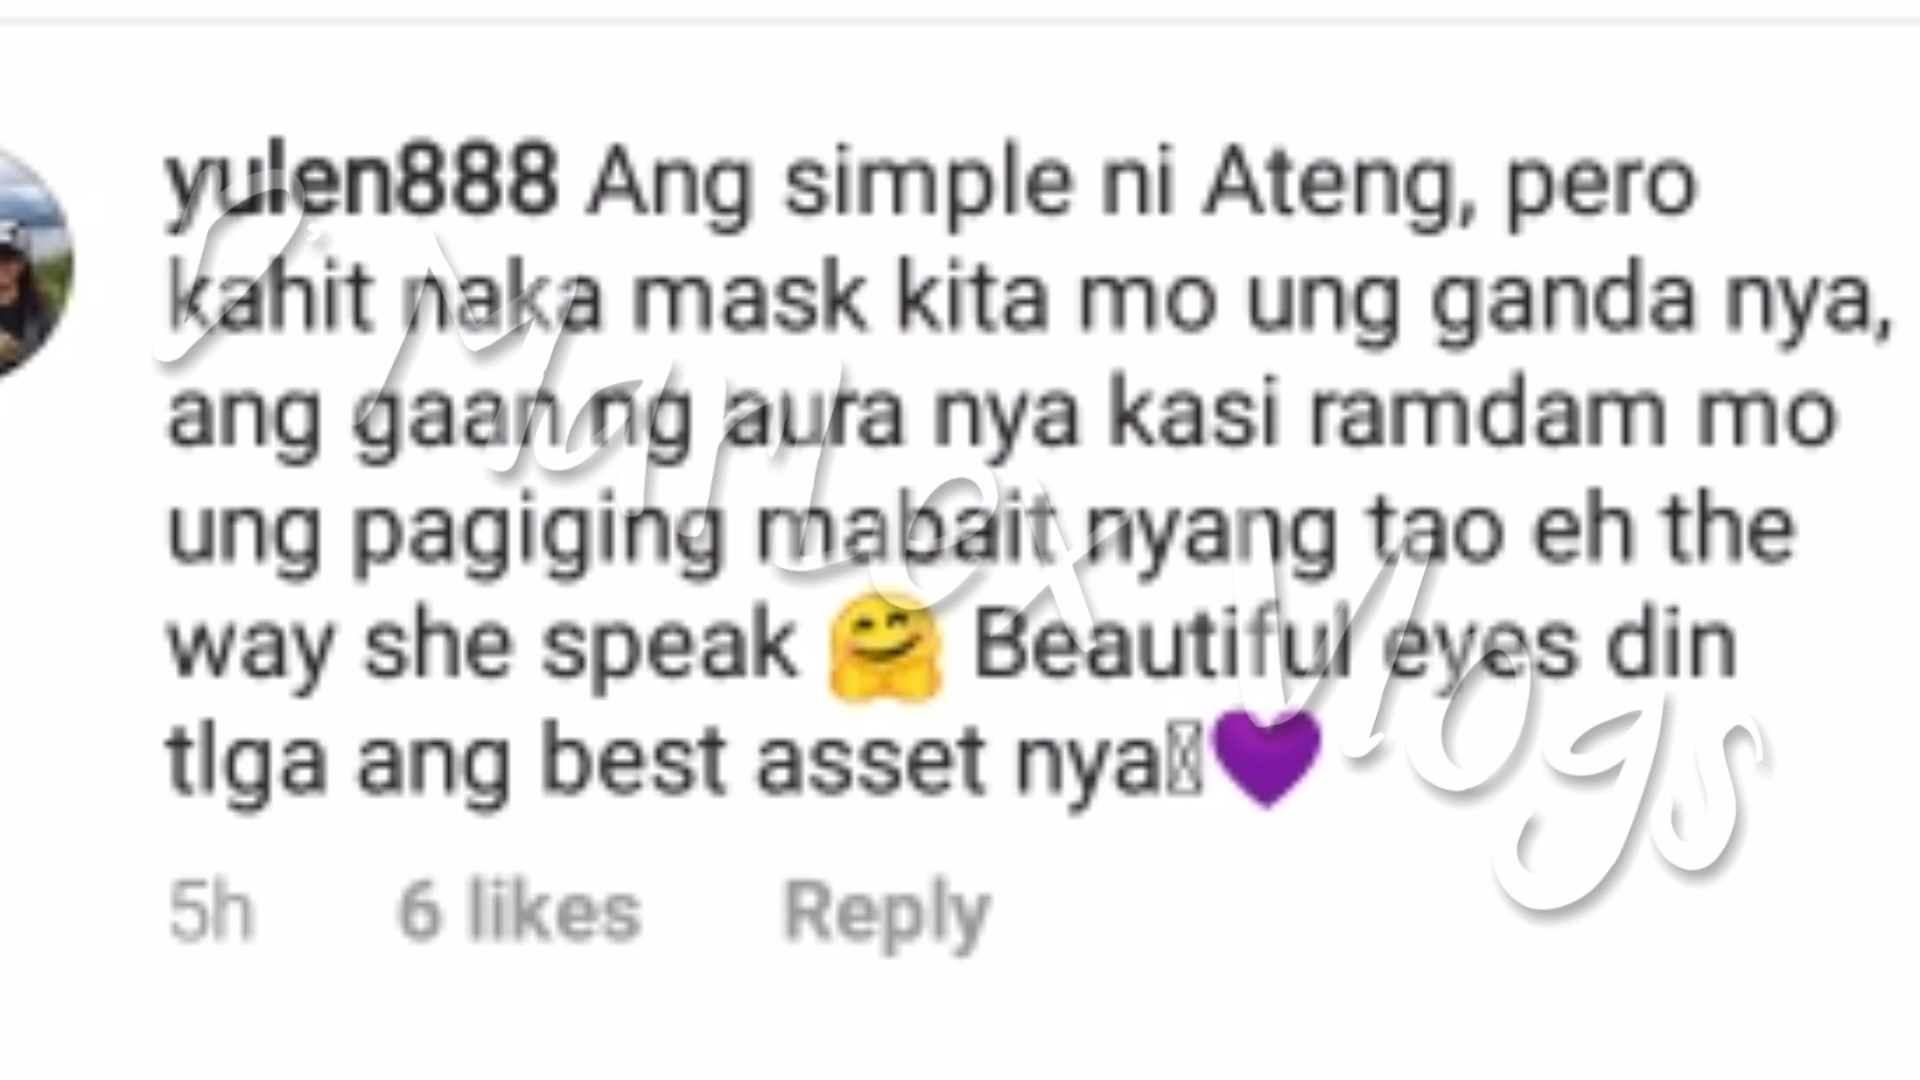 yulen888 Ang simple ni Ateng, pero
kahit naka mask kita mo ung ganda nya,
ang gaan ng aura nya kasi ramdam mo
ung pagiging mabait nyang tao eh the
way she speak 🤗 Beautiful eyes din
tlga ang best asset nya💜
5h 6 likes Reply
D' MarLex Vlogs